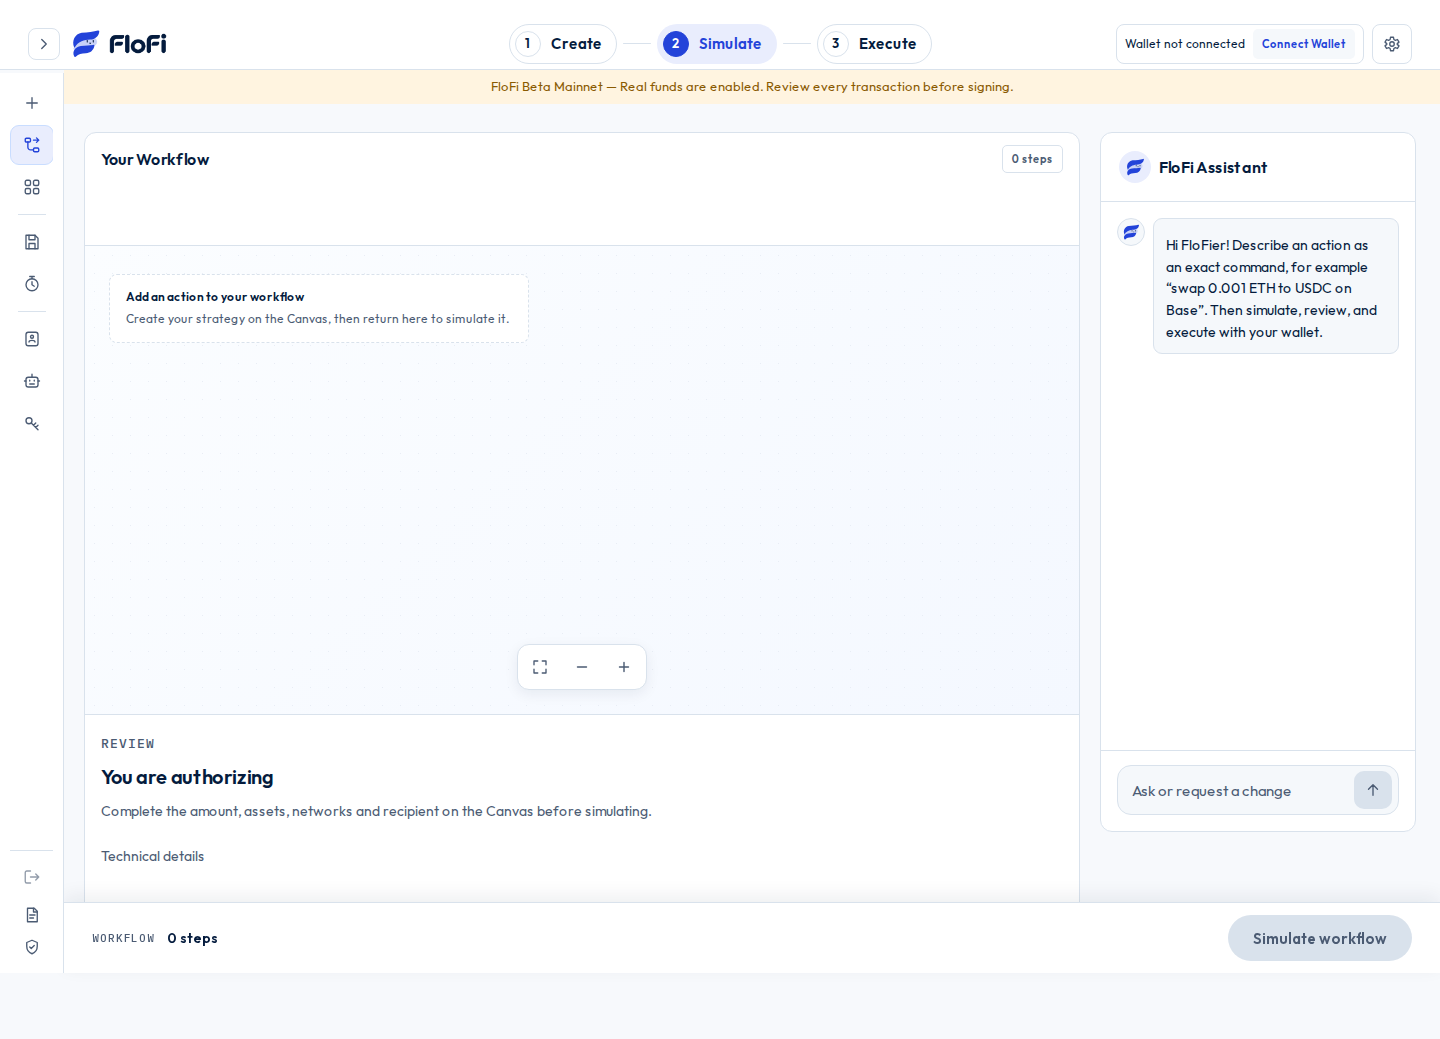 FloFi
1 Create
2 Simulate
3 Execute
Wallet not connected
Connect Wallet
FloFi Beta Mainnet — Real funds are enabled. Review every transaction before signing.
Your Workflow
0 steps
Add an action to your workflow
Create your strategy on the Canvas, then return here to simulate it.
REVIEW
You are authorizing
Complete the amount, assets, networks and recipient on the Canvas before simulating.
Technical details
FloFi Assistant
Hi FloFier! Describe an action as
an exact command, for example
“swap 0.001 ETH to USDC on
Base”. Then simulate, review, and
execute with your wallet.
Ask or request a change
WORKFLOW 0 steps
Simulate workflow